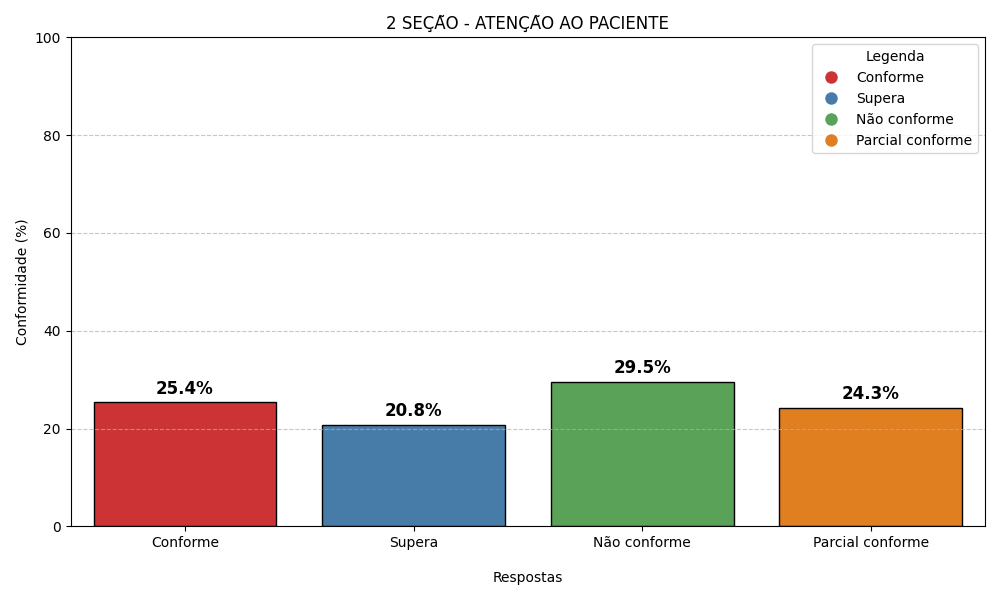 2 SEÇÃO - ATENÇÃO AO PACIENTE
Conformidade (%)
100
80
60
40
20
0
Legenda
Conforme
Supera
Não conforme
Parcial conforme
25.4%
20.8%
29.5%
24.3%
Conforme
Supera
Não conforme
Parcial conforme
Respostas